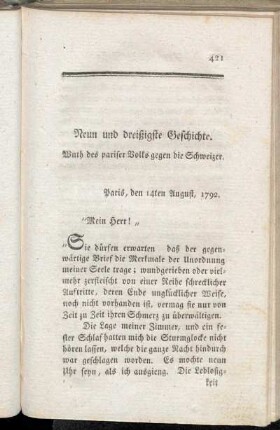 421
Neun und dreißigste Geschichte.
Wuth des pariser Volks gegen die Schweizer.
Paris, den 14ten August, 1792.
"Mein Herr! „
"Sie dürfen erwarten daß der gegen-
wärtige Brief die Merkmale der Unordnung
meiner Seele trage; wundgerieben oder viel-
mehr zerfleischt von einer Reihe schrecklicher
Auftritte, deren Ende unglücklicher Weise,
noch nicht vorhanden ist, vermag sie nur von
Zeit zu Zeit ihren Schmerz zu überwältigen.
Die Lage meiner Zimmer, und ein fe-
ster Schlaf hatten mich die Sturmglocke nicht
hören lassen, welche die ganze Nacht hindurch
war geschlagen worden. Es mochte neun
Uhr seyn, als ich ausgieng. Die Leblosig-
keit